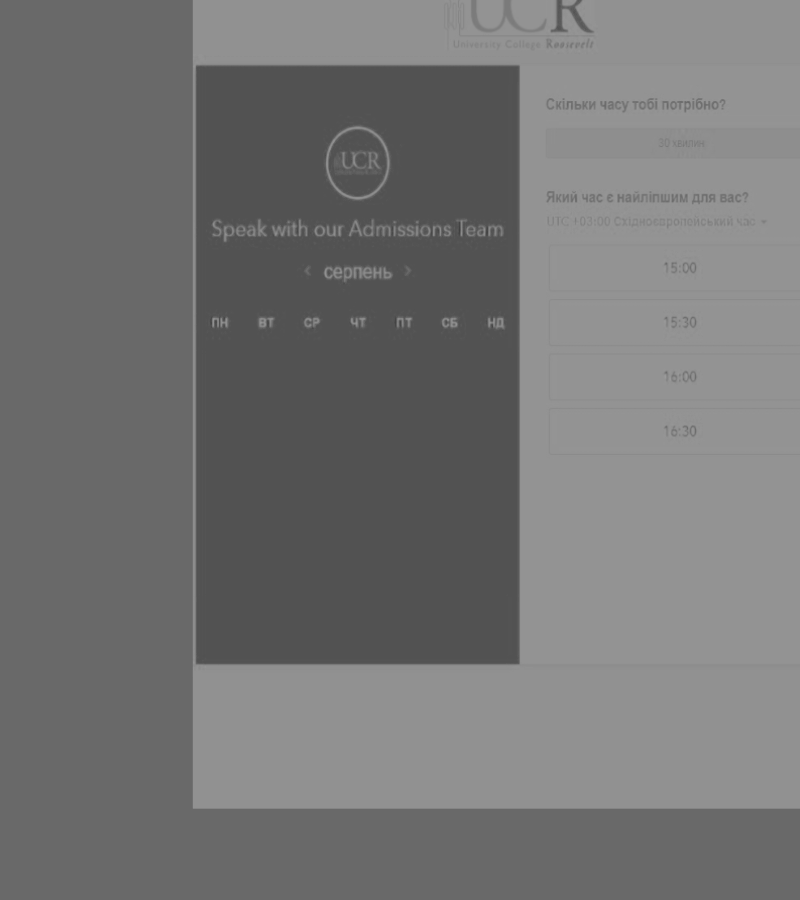 UCR
University College Roosevelt
UCR
Speak with our Admissions Team
серпень
ПН ВТ СР ЧТ ПТ СБ НД
Скільки часу тобі потрібно?
30 хвилин
Який час є найліпшим для вас?
UTC +03:00 Східноєвропейський час
15:00
15:30
16:00
16:30